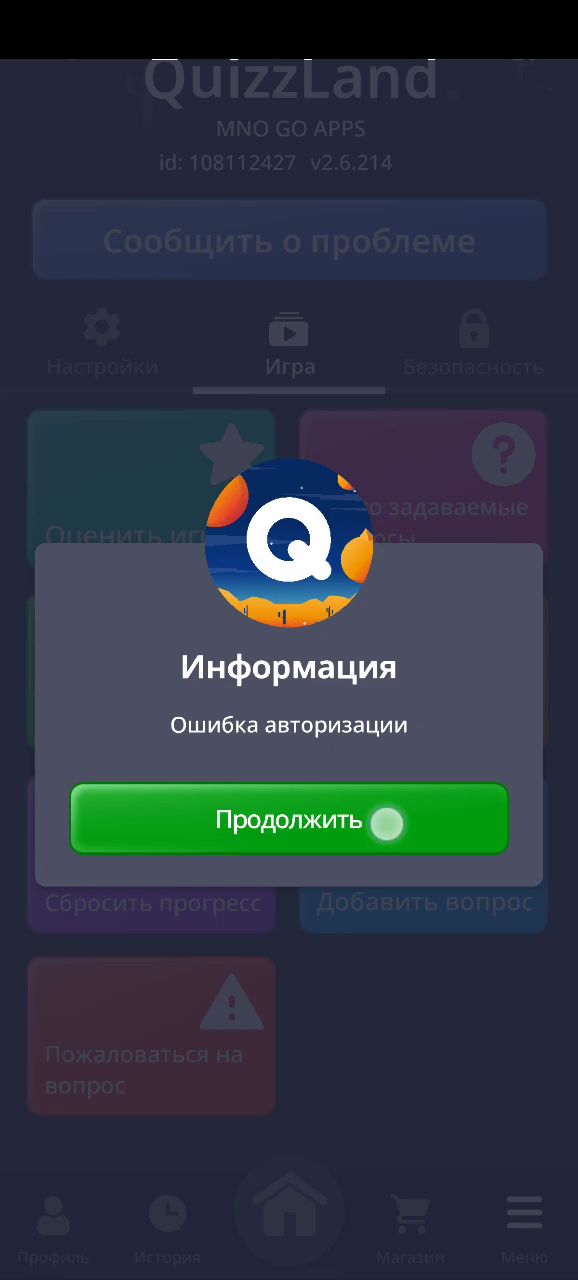 QuizzLand
MNO GO APPS
id: 108112427 v2.6.214
Сообщить о проблеме
Настройки
Игра
Безопасность
задаваемые
Оценить
Q
Информация
Ошибка авторизации
Продолжить
Сбросить прогресс
Добавить вопрос
Пожаловаться на
вопрос
Профиль
История
Магазин
Меню